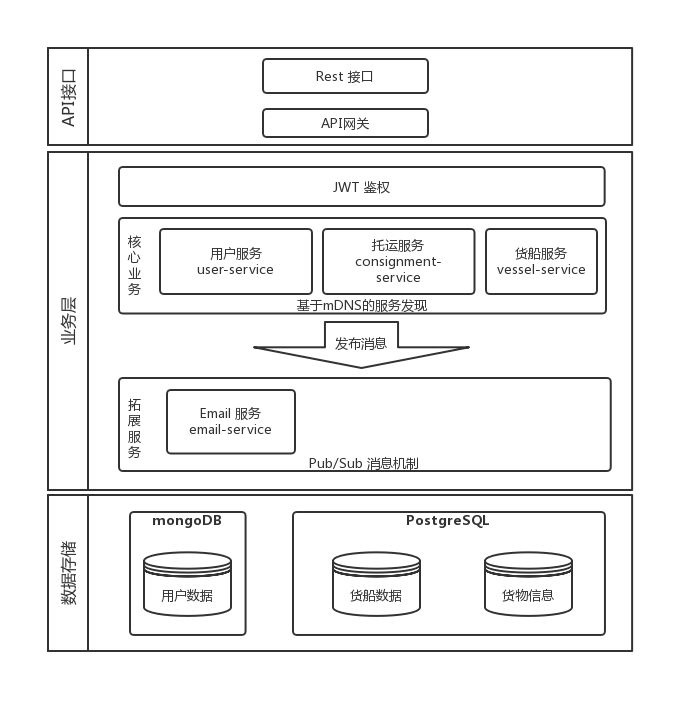 API接口
Rest 接口
API网关
业务层
JWT 鉴权
核心业务
用户服务
user-service
托运服务
consignment-
service
货船服务
vessel-service
基于mDNS的服务发现
发布消息
拓展服务
Email 服务
email-service
Pub/Sub 消息机制
数据存储
mongoDB
用户数据
PostgreSQL
货船数据
货物信息